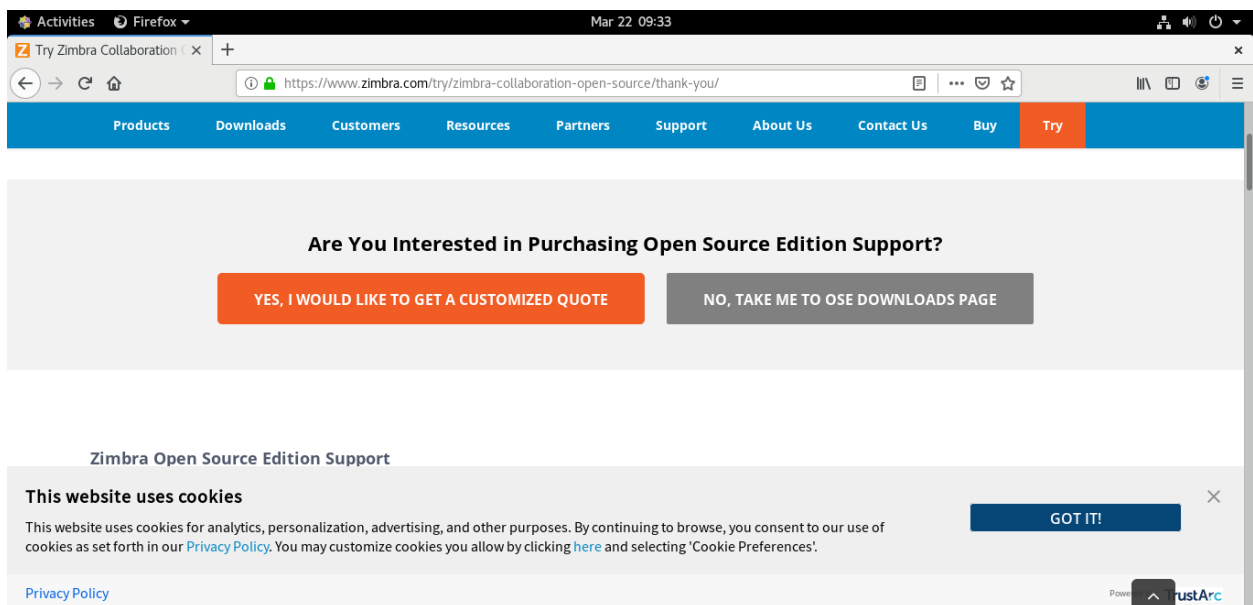 Activities Firefox Mar 22 09:33
Try Zimbra Collaboration
https://www.zimbra.com/try/zimbra-collaboration-open-source/thank-you/
Products Downloads Customers Resources Partners Support About Us Contact Us Buy Try
Are You Interested in Purchasing Open Source Edition Support?
YES, I WOULD LIKE TO GET A CUSTOMIZED QUOTE NO, TAKE ME TO OSE DOWNLOADS PAGE
Zimbra Open Source Edition Support
This website uses cookies
GOT IT!
This website uses cookies for analytics, personalization, advertising, and other purposes. By continuing to browse, you consent to our use of
cookies as set forth in our Privacy Policy. You may customize cookies you allow by clicking here and selecting 'Cookie Preferences'.
Privacy Policy